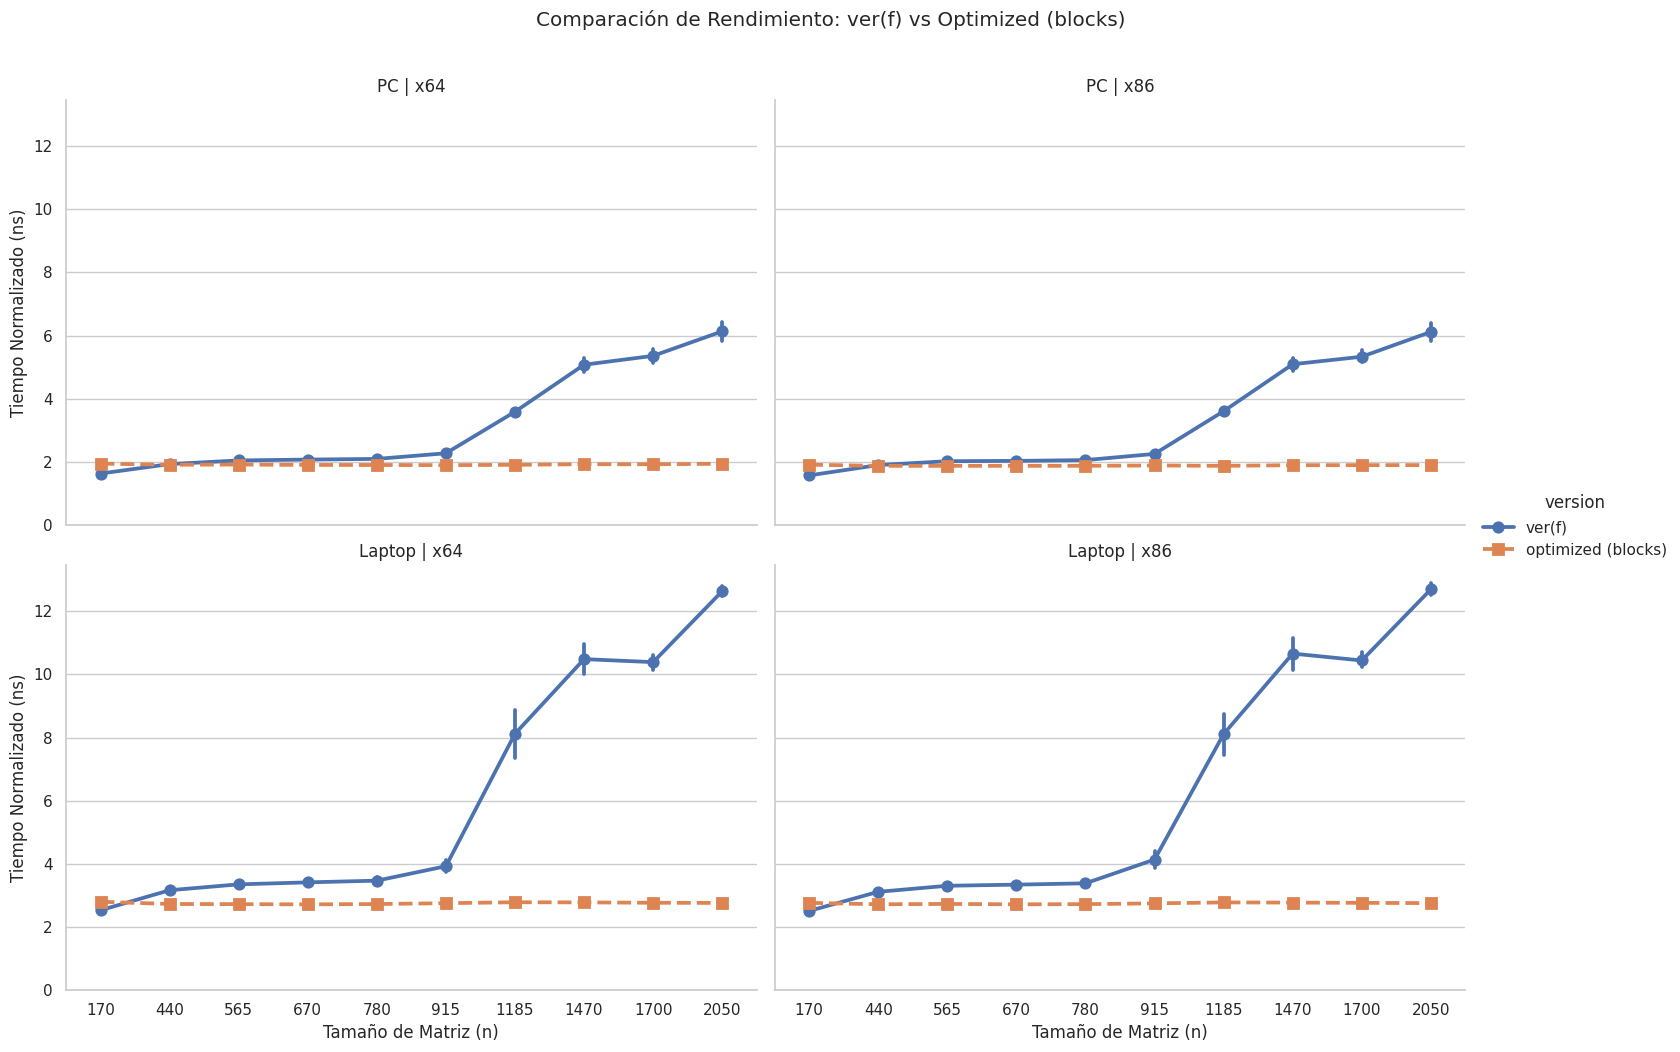 Comparación de Rendimiento: ver(f) vs Optimized (blocks)
PC | x64
PC | x86
Tiempo Normalizado (ns)
12
10
8
6
4
2
0
version
ver(f)
optimized (blocks)
Laptop | x64
Laptop | x86
Tiempo Normalizado (ns)
12
10
8
6
4
2
0
170 440 565 670 780 915 1185 1470 1700 2050
170 440 565 670 780 915 1185 1470 1700 2050
Tamaño de Matriz (n)
Tamaño de Matriz (n)